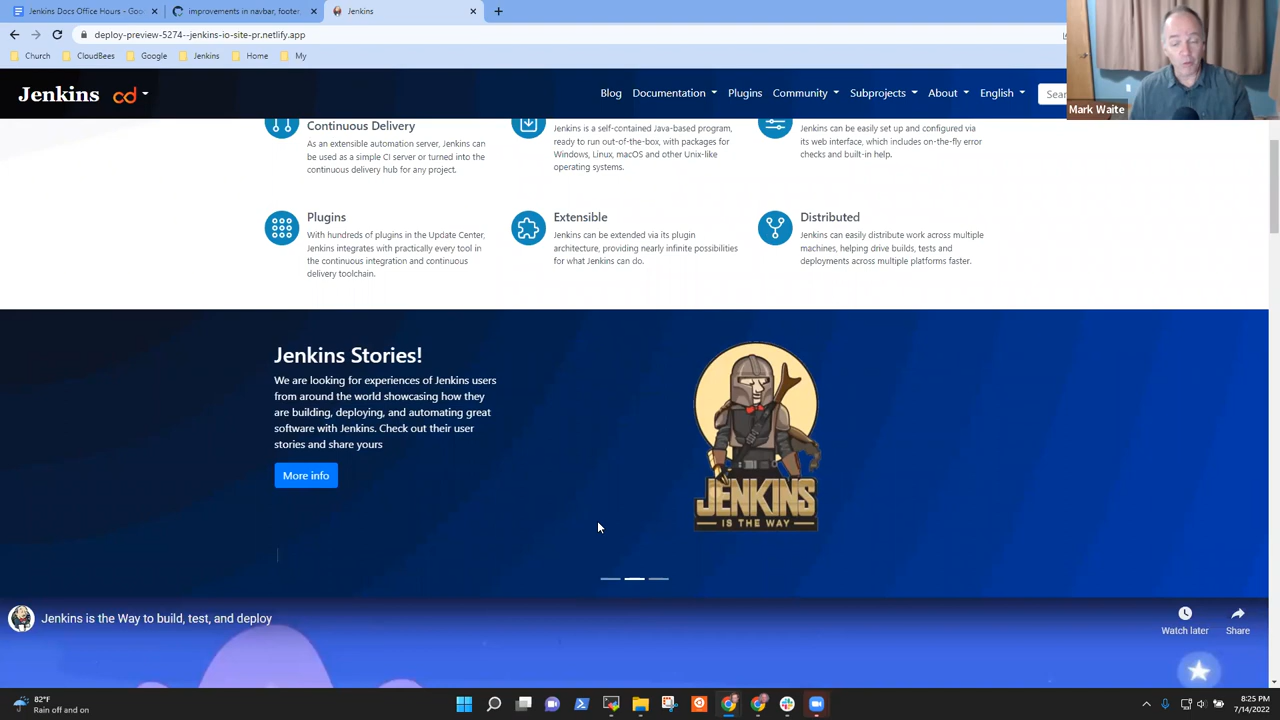 Jenkins Docs Office Hours - Goo
improvements in navbar, footer.
Jenkins
deploy-preview-5274--jenkins-io-site-pr.netlify.app
Church
CloudBees
Google
Jenkins
Home
My
Mark Waite
Jenkins
cd
Blog
Documentation
Plugins
Community
Subprojects
About
English
Sear
Continuous Delivery
As an extensible automation server, Jenkins can
be used as a simple CI server or turned into the
continuous delivery hub for any project.
Jenkins is a self-contained Java-based program,
ready to run out-of-the-box, with packages for
Windows, Linux, macOS and other Unix-like
operating systems.
Jenkins can be easily set up and configured via
its web interface, which includes on-the-fly error
checks and built-in help.
Plugins
With hundreds of plugins in the Update Center,
Jenkins integrates with practically every tool in
the continuous integration and continuous
delivery toolchain.
Extensible
Jenkins can be extended via its plugin
architecture, providing nearly infinite possibilities
for what Jenkins can do.
Distributed
Jenkins can easily distribute work across multiple
machines, helping drive builds, tests and
deployments across multiple platforms faster.
Jenkins Stories!
We are looking for experiences of Jenkins users
from around the world showcasing how they
are building, deploying, and automating great
software with Jenkins. Check out their user
stories and share yours
More info
JENKINS
IS THE WAY
Jenkins is the Way to build, test, and deploy
Watch later
Share
82°F
Rain off and on
8:25 PM
7/14/2022